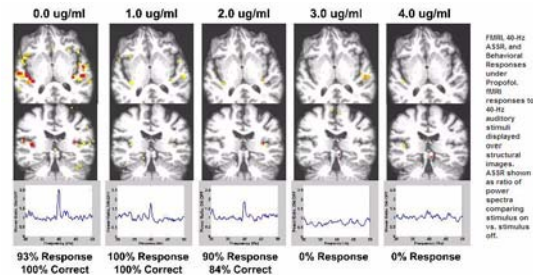 0.0 ug/ml
1.0 ug/ml
2.0 ug/ml
3.0 ug/ml
4.0 ug/ml
FMRI, 40-Hz
ASSR, and
Behavioral
Responses
under
Propofol.
fMRI
responses to
40-Hz
auditory
stimuli
displayed
over
structural
images.
ASSR shown
as ratio of
power
spectra
comparing
stimulus on
vs. stimulus
off.
93% Response
100% Correct
100% Response
100% Correct
90% Response
84% Correct
0% Response
0% Response